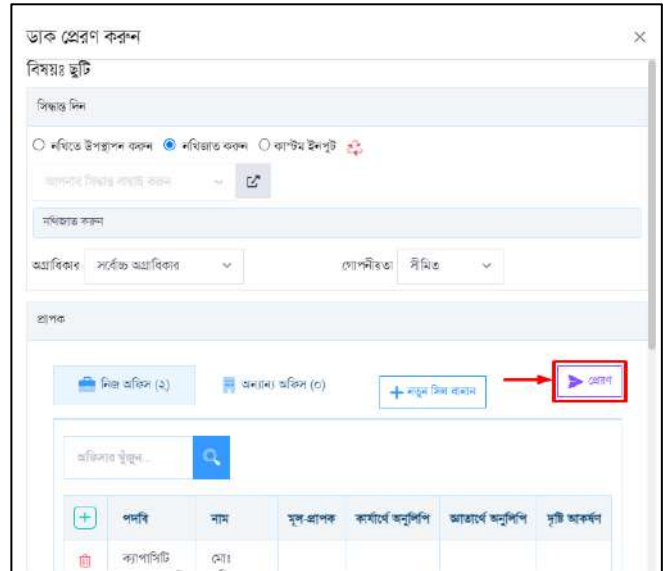 ডাক প্রেরণ করুন
বিষয়ঃ ছুটি
সিদ্ধান্ত দিন
নথিতে উপস্থাপন করুন নথিজাত করুন কাস্টম ইনপুট
আপনার সিদ্ধান্ত বাছাই করুন
নথিজাত করুন
অগ্রাধিকার সর্বোচ্চ অগ্রাধিকার গোপনীয়তা সীমিত
প্রাপক
নিজ অফিস (২) অন্যান্য অফিস (০) নতুন সিল বানান প্রেরণ
অফিসার খুঁজুন...
পদবি নাম মূল-প্রাপক কার্যার্থে অনুলিপি জ্ঞাতার্থে অনুলিপি দৃষ্টি আকর্ষণ
ক্যাপাসিটি মোঃ